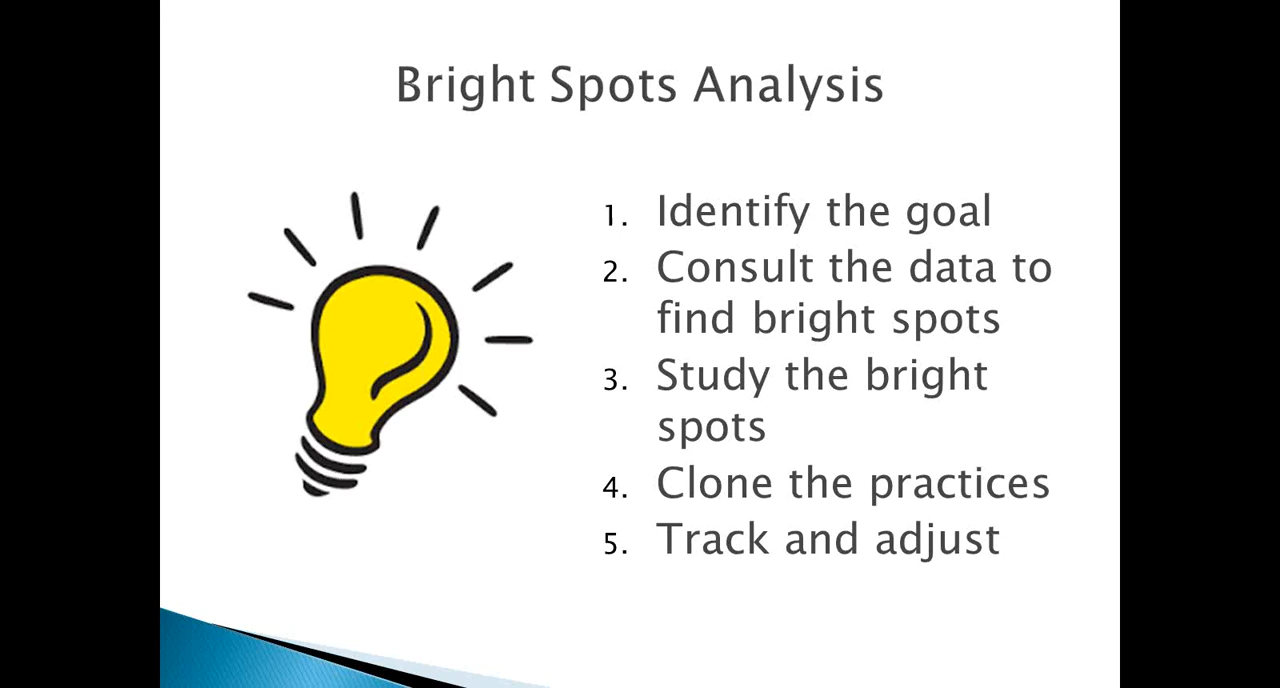 Bright Spots Analysis
1. Identify the goal
2. Consult the data to
find bright spots
3. Study the bright
spots
4. Clone the practices
5. Track and adjust